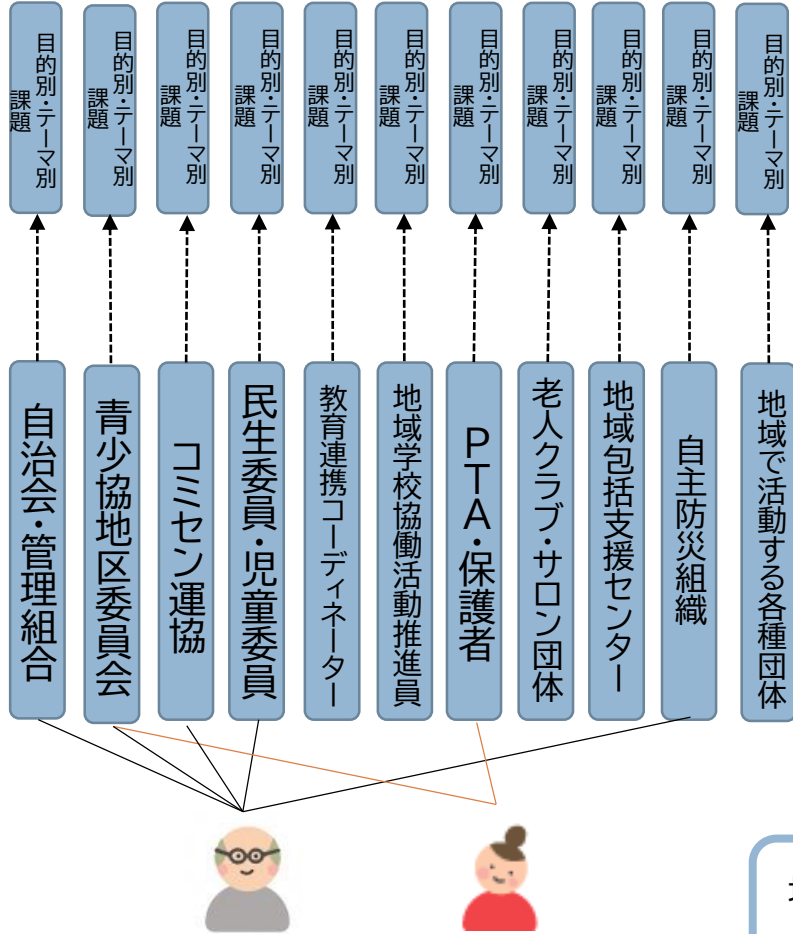 目的別・テーマ別
課題
目的別・テーマ別
課題
目的別・テーマ別
課題
目的別・テーマ別
課題
目的別・テーマ別
課題
目的別・テーマ別
課題
目的別・テーマ別
課題
目的別・テーマ別
課題
目的別・テーマ別
課題
目的別・テーマ別
課題
目的別・テーマ別
課題
自治会・管理組合
青少協地区委員会
コミセン運協
民生委員・児童委員
教育連携コーディネーター
地域学校協働活動推進員
PTA・保護者
老人クラブ・サロン団体
地域包括支援センター
自主防災組織
地域で活動する各種団体